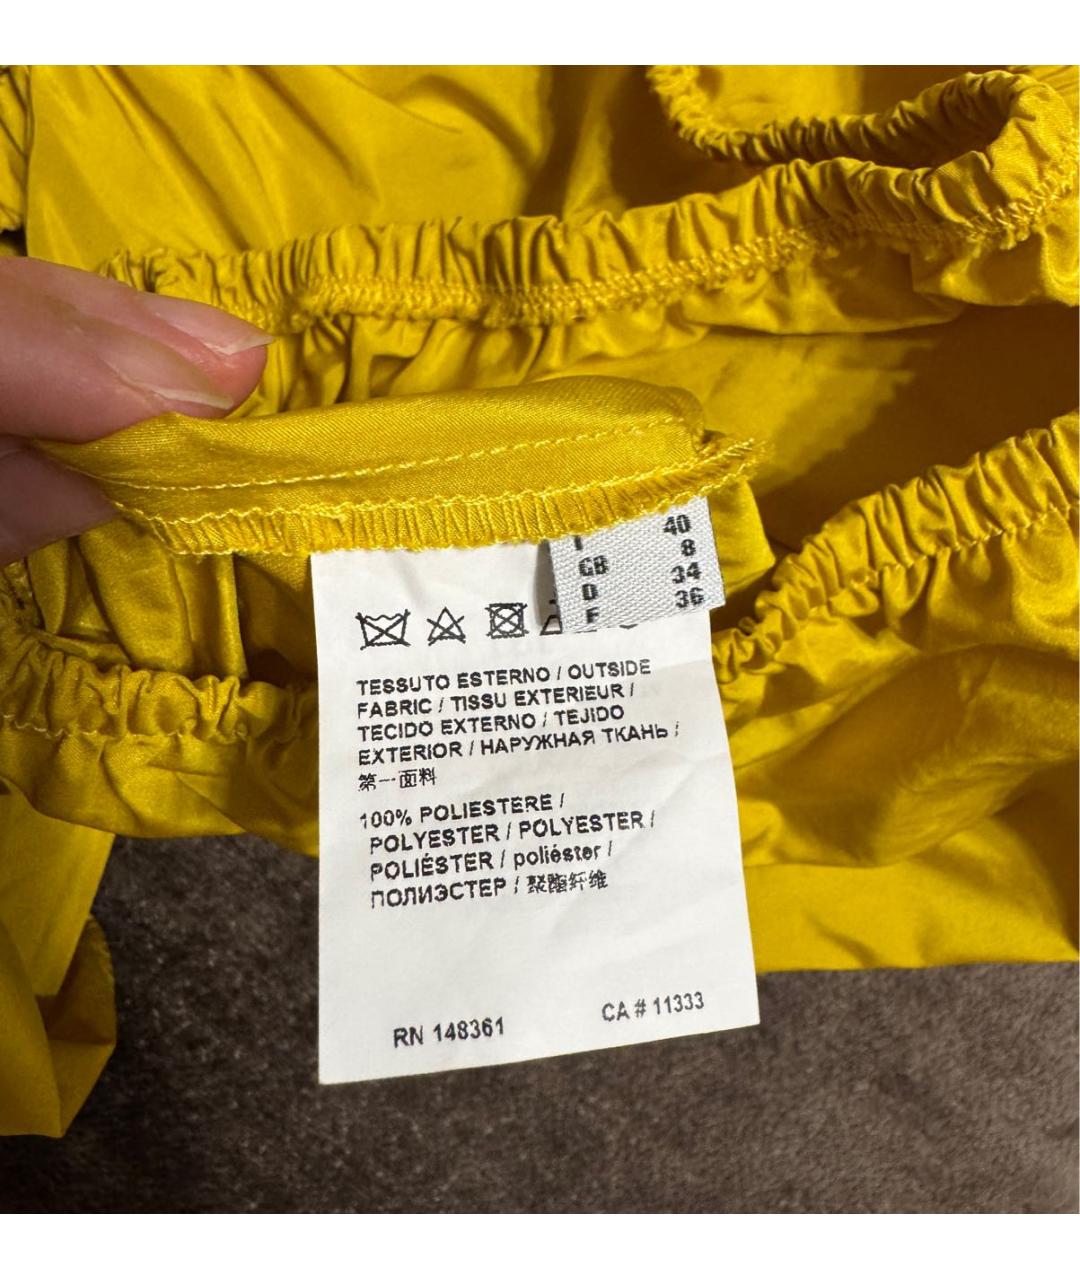 I 40
GB 8
D 34
F 36
TESSUTO ESTERNO / OUTSIDE
FABRIC / TISSU EXTERIEUR /
TECIDO EXTERNO / TEJIDO
EXTERIOR / НАРУЖНАЯ ТКАНЬ /
第一面料
100% POLIESTERE /
POLYESTER / POLYESTER /
POLIÉSTER / poliéster /
ПОЛИЭСТЕР / 聚酯纤维
RN 148361
CA # 11333